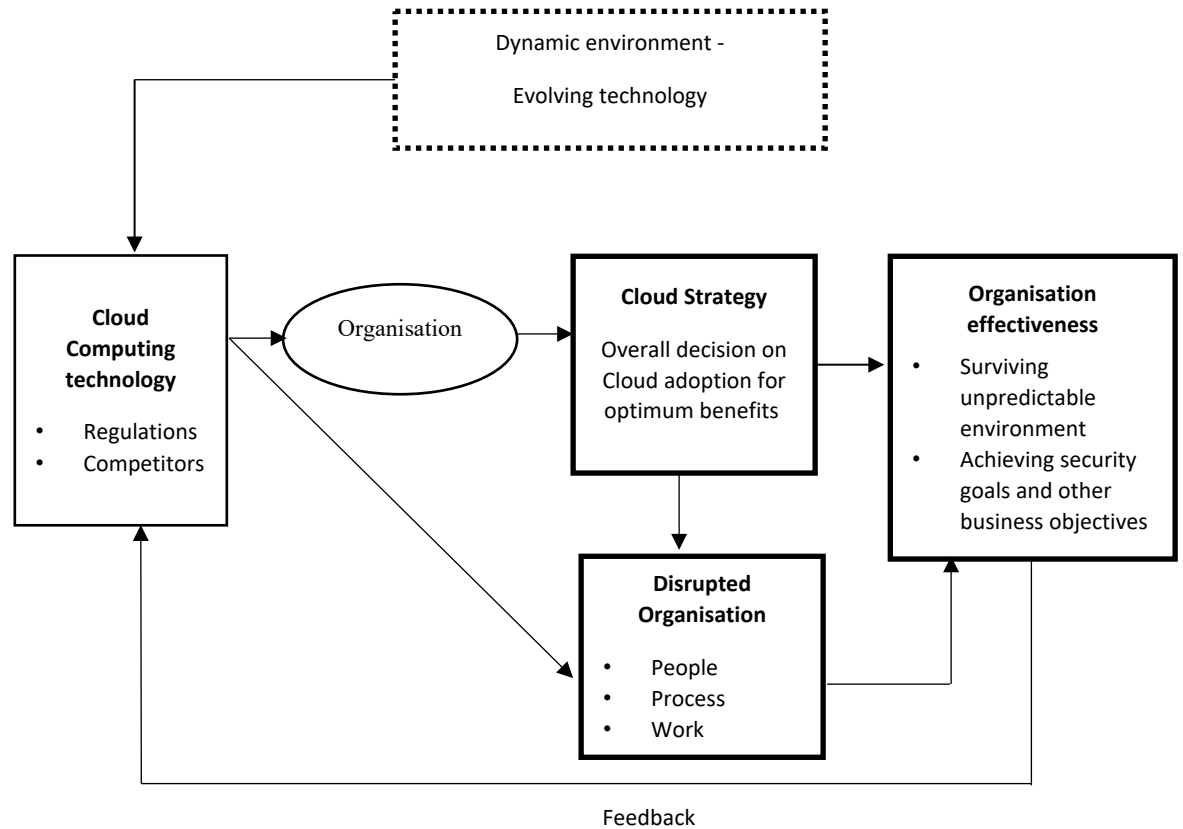 Dynamic environment -
Evolving technology
Cloud
Computing
technology
• Regulations
• Competitors
Organisation
Cloud Strategy
Overall decision on
Cloud adoption for
optimum benefits
Organisation
effectiveness
• Surviving
unpredictable
environment
• Achieving security
goals and other
business objectives
Disrupted
Organisation
• People
• Process
• Work
Feedback